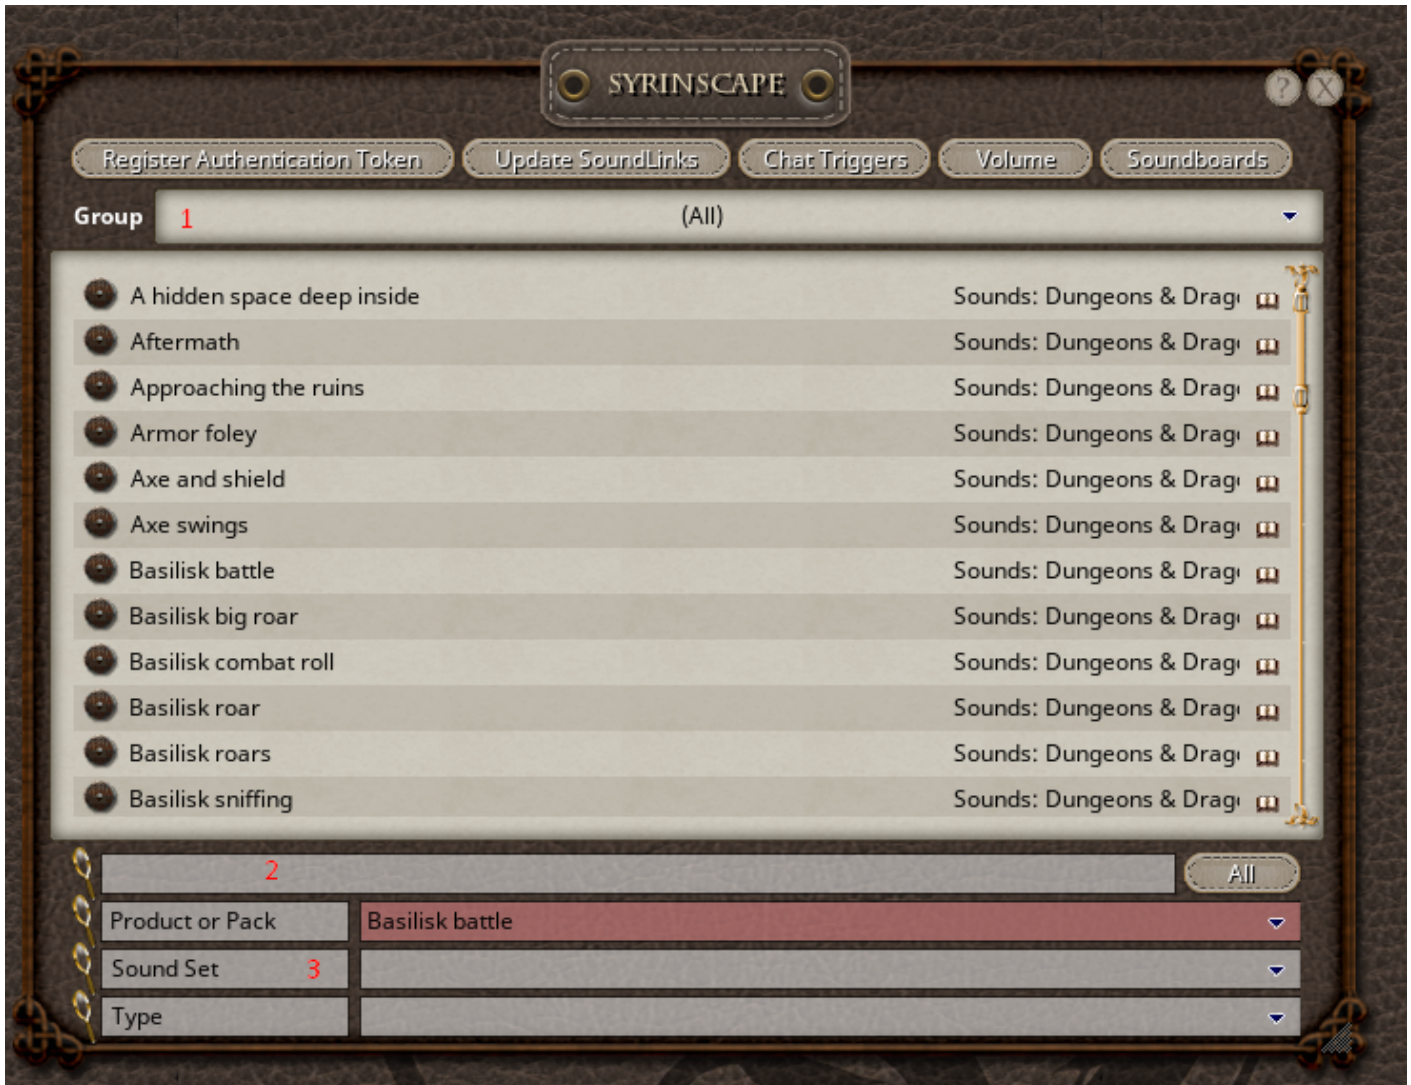 SYRINSCAPE
? X
Register Authentication Token Update SoundLinks Chat Triggers Volume Soundboards
Group 1 (All)
A hidden space deep inside Sounds: Dungeons & Drag
Aftermath Sounds: Dungeons & Drag
Approaching the ruins Sounds: Dungeons & Drag
Armor foley Sounds: Dungeons & Drag
Axe and shield Sounds: Dungeons & Drag
Axe swings Sounds: Dungeons & Drag
Basilisk battle Sounds: Dungeons & Drag
Basilisk big roar Sounds: Dungeons & Drag
Basilisk combat roll Sounds: Dungeons & Drag
Basilisk roar Sounds: Dungeons & Drag
Basilisk roars Sounds: Dungeons & Drag
Basilisk sniffing Sounds: Dungeons & Drag
2 All
Product or Pack Basilisk battle
Sound Set 3
Type